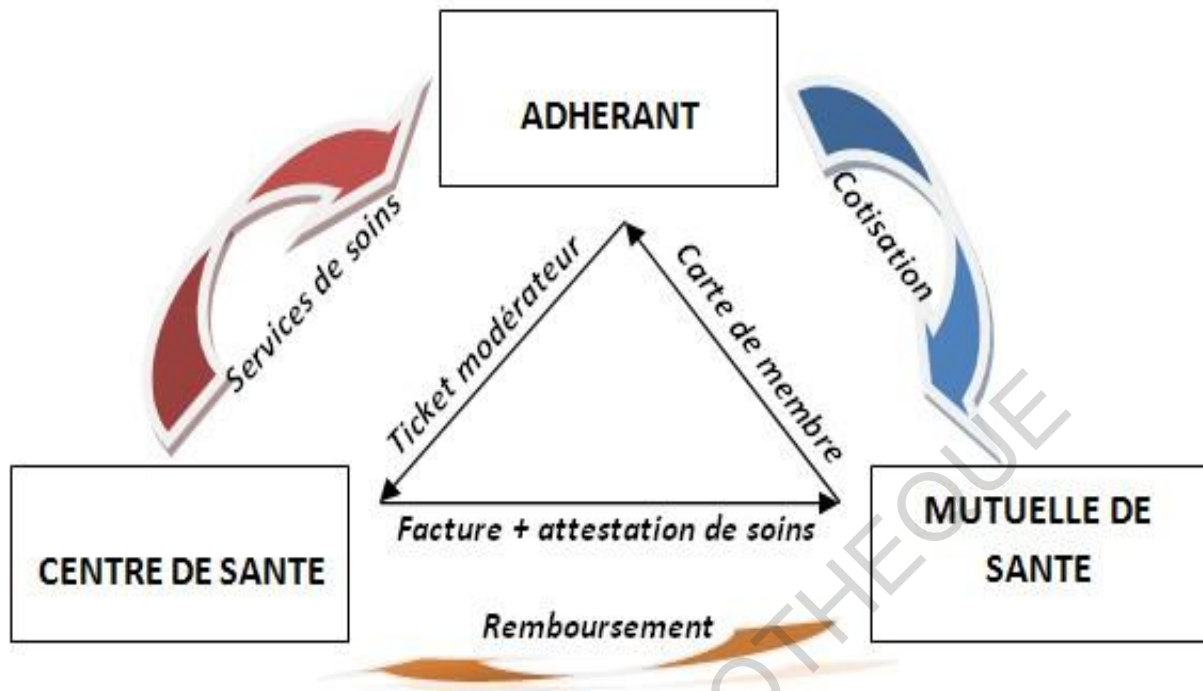 ADHERANT
Services de soins
Ticket modérateur
Carte de membre
Cotisation
CENTRE DE SANTE
Facture + attestation de soins
MUTUELLE DE
SANTE
Remboursement
OTHEQUE